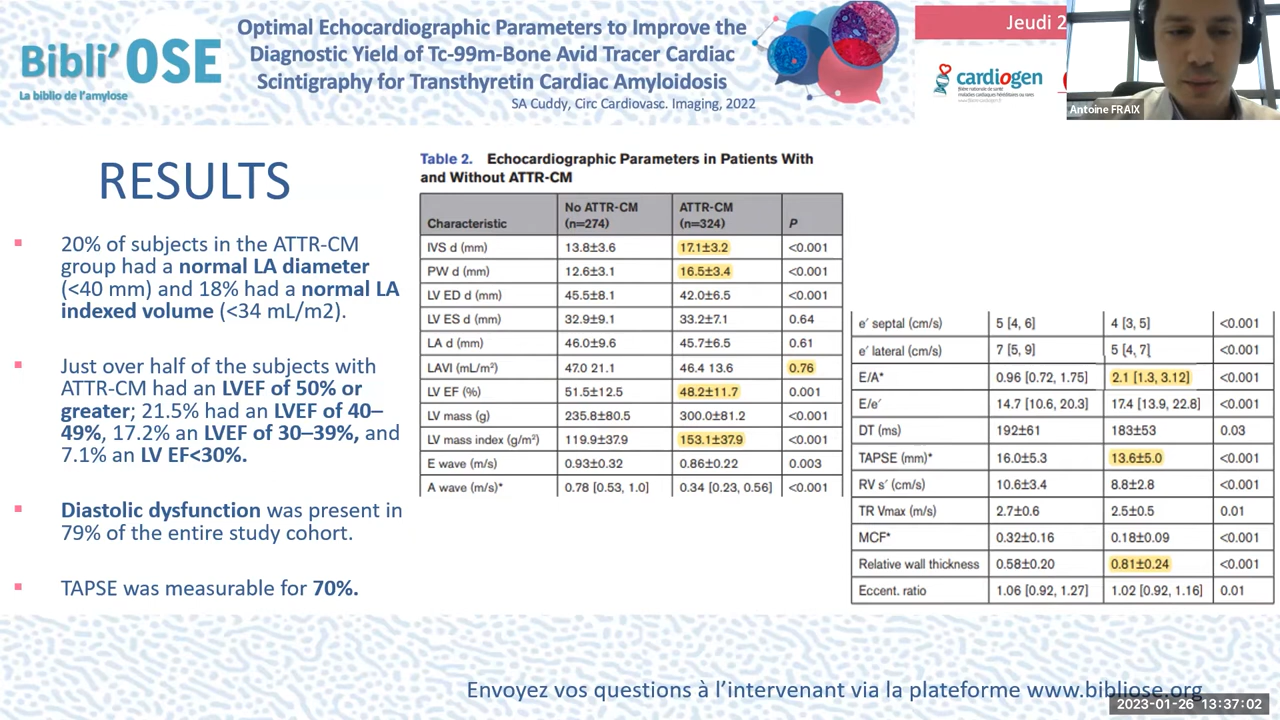 Bibli'OSE
La biblio de l'amylose
Optimal Echocardiographic Parameters to Improve the
Diagnostic Yield of Tc-99m-Bone Avid Tracer Cardiac
Scintigraphy for Transthyretin Cardiac Amyloidosis
SA Cuddy, Circ Cardiovasc. Imaging, 2022
Jeudi 2
cardiogen
Antoine FRAIX
RESULTS
20% of subjects in the ATTR-CM
group had a normal LA diameter
(<40 mm) and 18% had a normal LA
indexed volume (<34 mL/m2).
Just over half of the subjects with
ATTR-CM had an LVEF of 50% or
greater; 21.5% had an LVEF of 40–
49%, 17.2% an LVEF of 30–39%, and
7.1% an LV EF<30%.
Diastolic dysfunction was present in
79% of the entire study cohort.
TAPSE was measurable for 70%.
Table 2. Echocardiographic Parameters in Patients With
and Without ATTR-CM
Characteristic No ATTR-CM (n=274) ATTR-CM (n=324) P
IVS d (mm) 13.8±3.6 17.1±3.2 <0.001
PW d (mm) 12.6±3.1 16.5±3.4 <0.001
LV ED d (mm) 45.5±8.1 42.0±6.5 <0.001
LV ES d (mm) 32.9±9.1 33.2±7.1 0.64
LA d (mm) 46.0±9.6 45.7±6.5 0.61
LAVI (mL/m²) 47.0 21.1 46.4 13.6 0.76
LV EF (%) 51.5±12.5 48.2±11.7 0.001
LV mass (g) 235.8±80.5 300.0±81.2 <0.001
LV mass index (g/m²) 119.9±37.9 153.1±37.9 <0.001
E wave (m/s) 0.93±0.32 0.86±0.22 0.003
A wave (m/s)* 0.78 [0.53, 1.0] 0.34 [0.23, 0.56] <0.001
e′ septal (cm/s) 5 [4, 6] 4 [3, 5] <0.001
e′ lateral (cm/s) 7 [5, 9] 5 [4, 7] <0.001
E/A* 0.96 [0.72, 1.75] 2.1 [1.3, 3.12] <0.001
E/e′ 14.7 [10.6, 20.3] 17.4 [13.9, 22.8] <0.001
DT (ms) 192±61 183±53 0.03
TAPSE (mm)* 16.0±5.3 13.6±5.0 <0.001
RV s′ (cm/s) 10.6±3.4 8.8±2.8 <0.001
TR Vmax (m/s) 2.7±0.6 2.5±0.5 0.01
MCF* 0.32±0.16 0.18±0.09 <0.001
Relative wall thickness 0.58±0.20 0.81±0.24 <0.001
Eccent. ratio 1.06 [0.92, 1.27] 1.02 [0.92, 1.16] 0.01
Envoyez vos questions à l'intervenant via la plateforme www.bibliose.org
2023-01-26 13:37:02